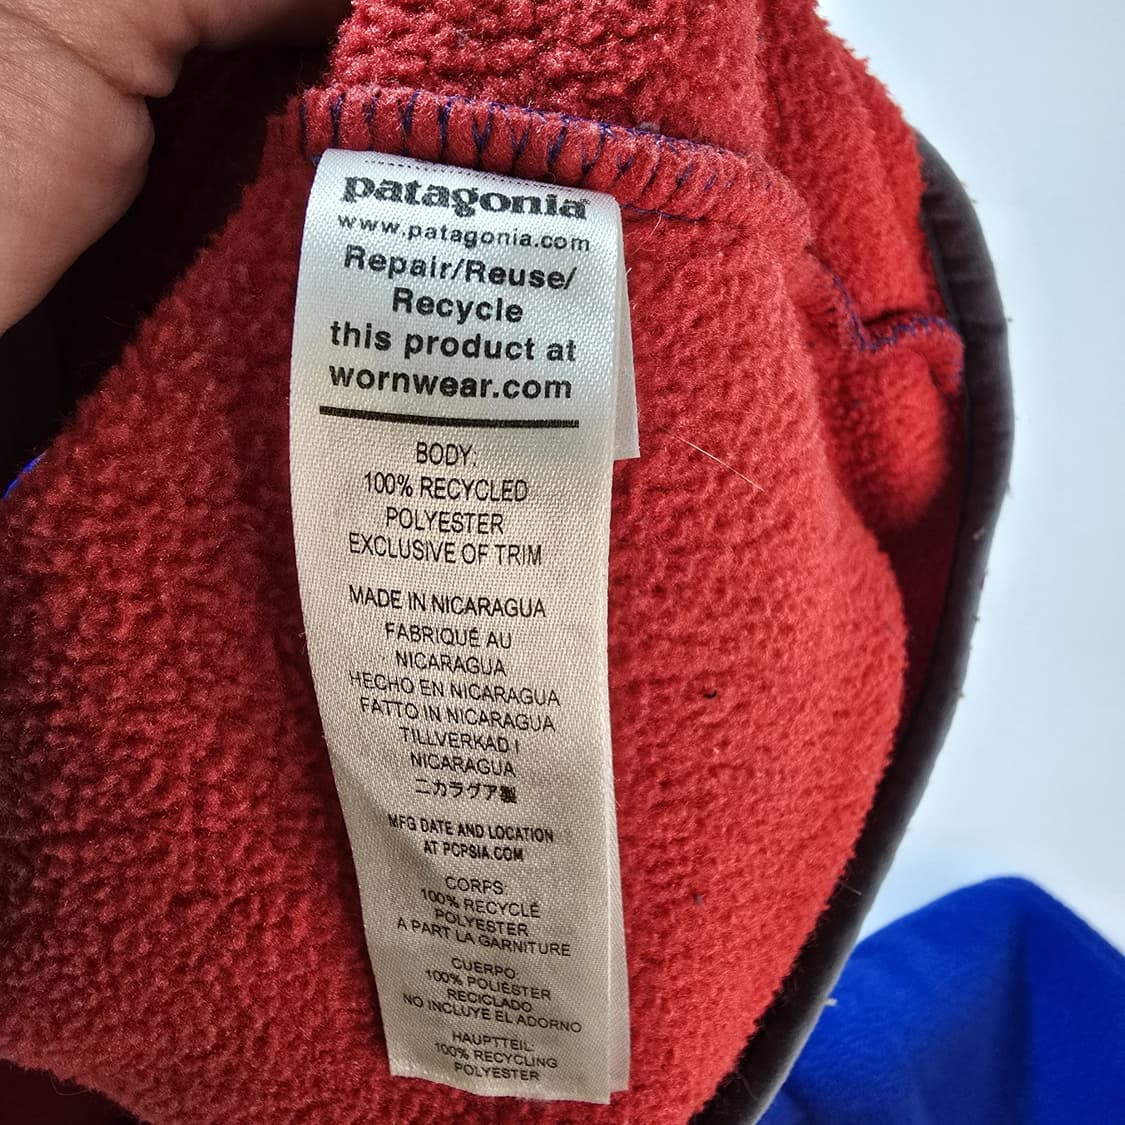 patagonia
www.patagonia.com
Repair/Reuse/
Recycle
this product at
wornwear.com
BODY:
100% RECYCLED
POLYESTER
EXCLUSIVE OF TRIM
MADE IN NICARAGUA
FABRIQUÉ AU
NICARAGUA
HECHO EN NICARAGUA
FATTO IN NICARAGUA
TILLVERKAD I
NICARAGUA
ニカラグア製
MFG DATE AND LOCATION
AT PCPSIA.COM
CORPS:
100% RECYCLÉ
POLYESTER
A PART LA GARNITURE
CUERPO:
100% POLIÉSTER
RECICLADO
NO INCLUYE EL ADORNO
HAUPTTEIL:
100% RECYCLING
POLYESTER